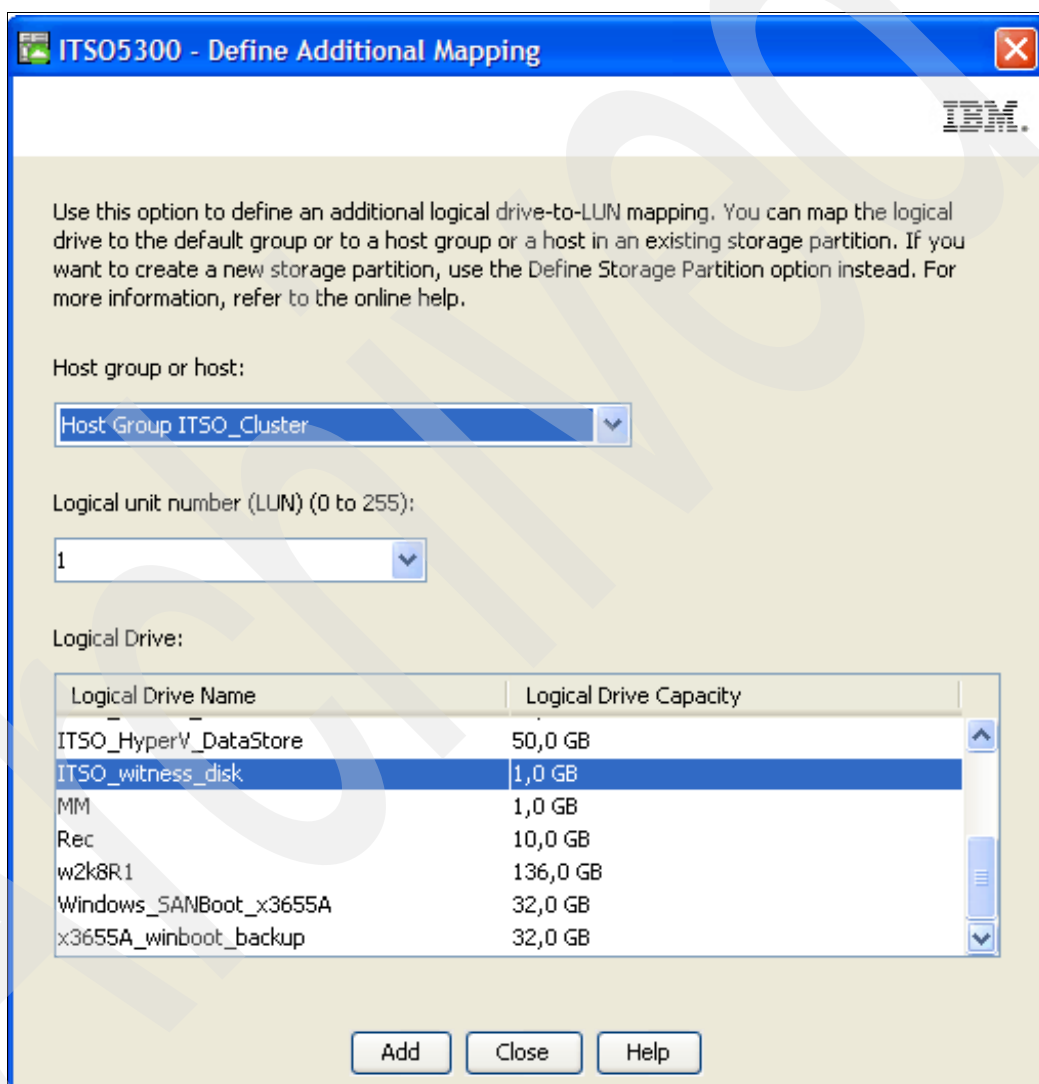 ITSO5300 - Define Additional Mapping
IBM.
Use this option to define an additional logical drive-to-LUN mapping. You can map the logical
drive to the default group or to a host group or a host in an existing storage partition. If you
want to create a new storage partition, use the Define Storage Partition option instead. For
more information, refer to the online help.
Host group or host:
Host Group ITSO_Cluster
Logical unit number (LUN) (0 to 255):
1
Logical Drive:
Logical Drive Name Logical Drive Capacity
ITSO_HyperV_DataStore 50,0 GB
ITSO_witness_disk 1,0 GB
MM 1,0 GB
Rec 10,0 GB
w2k8R1 136,0 GB
Windows_SANBoot_x3655A 32,0 GB
x3655A_winboot_backup 32,0 GB
Add Close Help